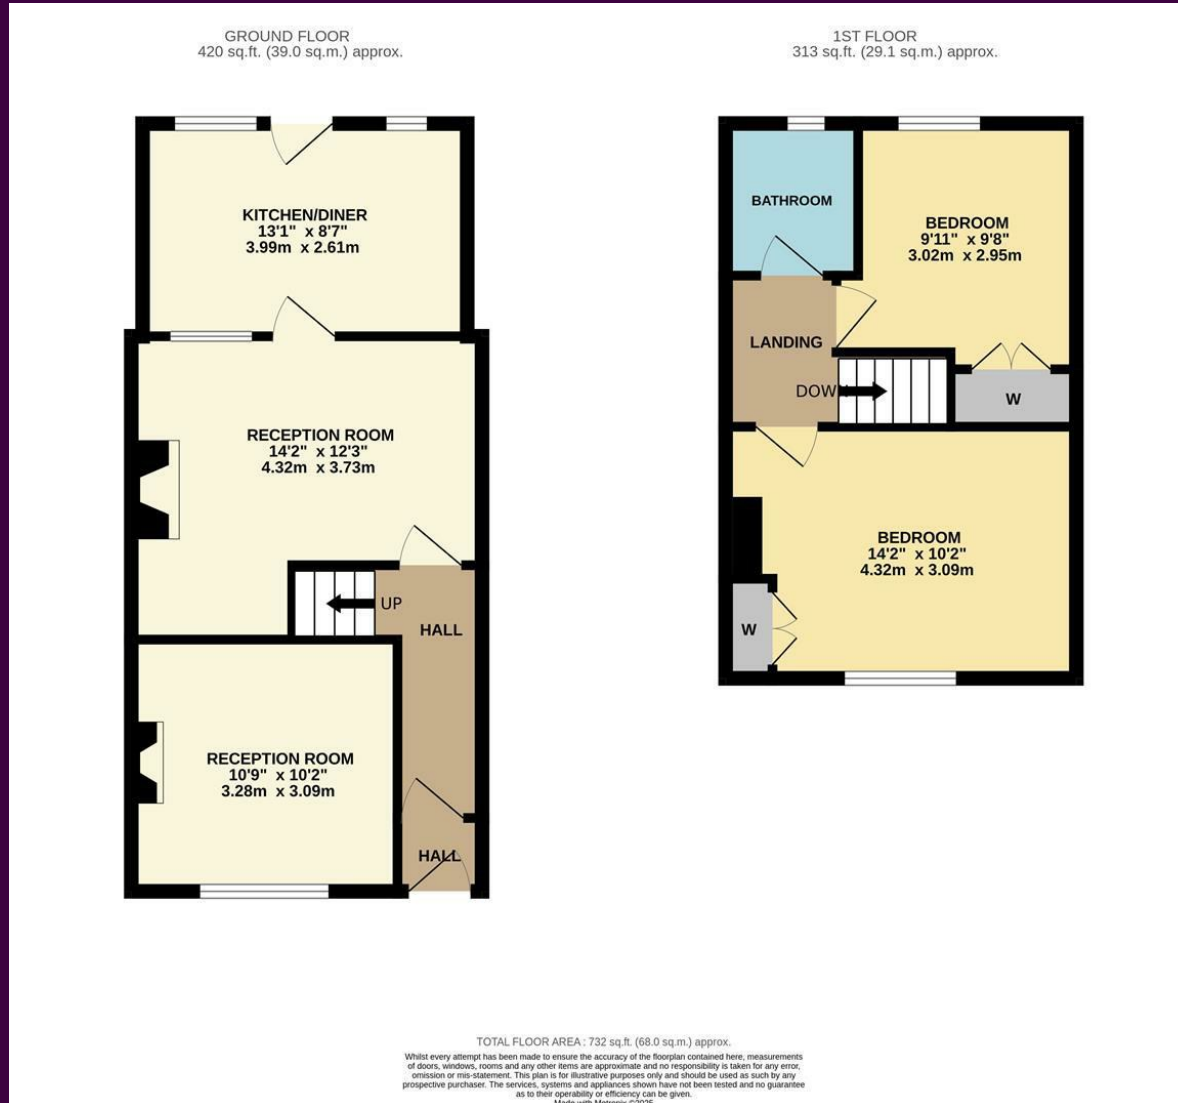 GROUND FLOOR
420 sq.ft. (39.0 sq.m.) approx.
1ST FLOOR
313 sq.ft. (29.1 sq.m.) approx.
KITCHEN/DINER
13'1" x 8'7"
3.99m x 2.61m
RECEPTION ROOM
14'2" x 12'3"
4.32m x 3.73m
UP
HALL
RECEPTION ROOM
10'9" x 10'2"
3.28m x 3.09m
HALL
BATHROOM
BEDROOM
9'11" x 9'8"
3.02m x 2.95m
LANDING
DOWN
W
BEDROOM
14'2" x 10'2"
4.32m x 3.09m
W
TOTAL FLOOR AREA : 732 sq.ft. (68.0 sq.m.) approx.
Whilst every attempt has been made to ensure the accuracy of the floorplan contained here, measurements
of doors, windows, rooms and any other items are approximate and no responsibility is taken for any error,
omission or mis-statement. This plan is for illustrative purposes only and should be used as such by any
prospective purchaser. The services, systems and appliances shown have not been tested and no guarantee
as to their operability or efficiency can be given.
Made with Metropix ©2025